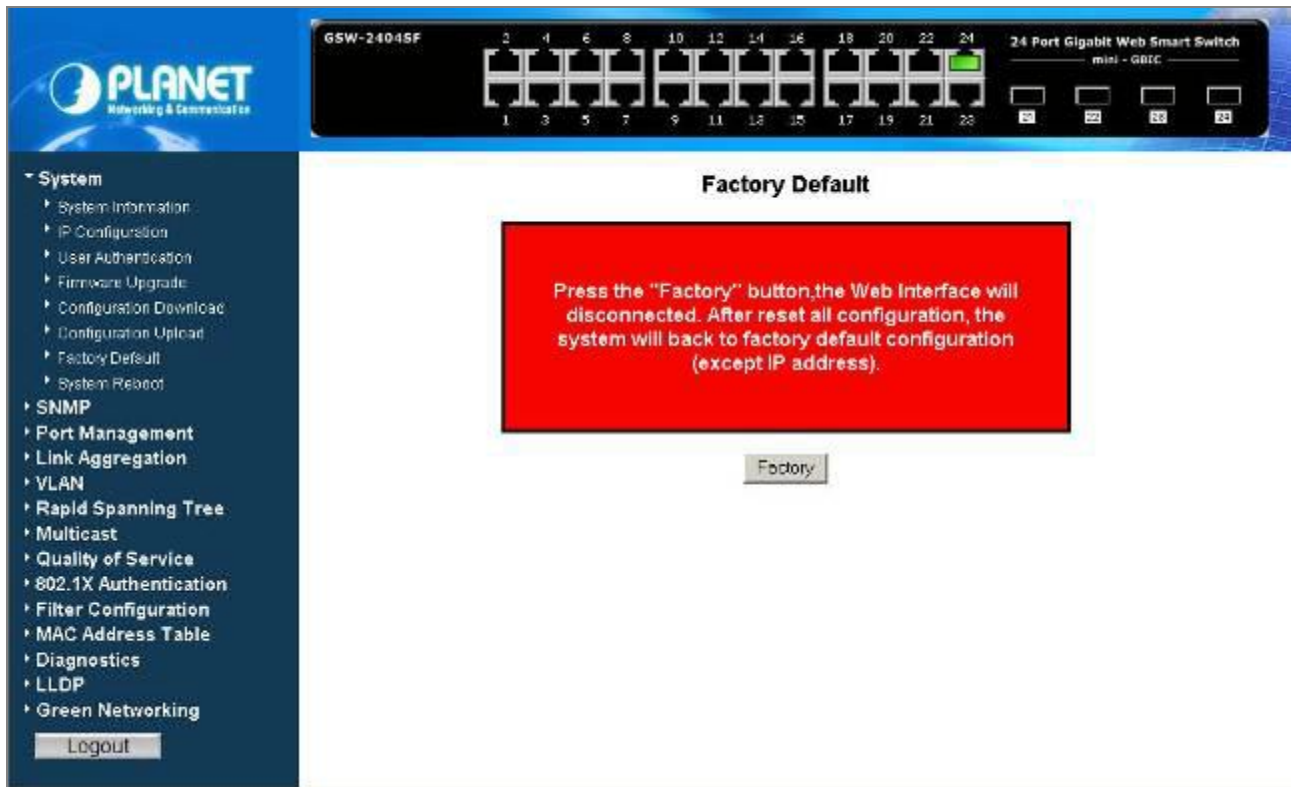 PLANET
Networking & Communication
GSW-2404SF
2 4 6 8 10 12 14 16 18 20 22 24
1 3 5 7 9 11 13 15 17 19 21 23
24 Port Gigabit Web Smart Switch
mini - GBIC
21 22 23 24
System
System Information
IP Configuration
User Authentication
Firmware Upgrade
Configuration Download
Configuration Upload
Factory Default
System Reboot
SNMP
Port Management
Link Aggregation
VLAN
Rapid Spanning Tree
Multicast
Quality of Service
802.1X Authentication
Filter Configuration
MAC Address Table
Diagnostics
LLDP
Green Networking
Logout
Factory Default
Press the "Factory" button,the Web Interface will
disconnected. After reset all configuration, the
system will back to factory default configuration
(except IP address).
Factory